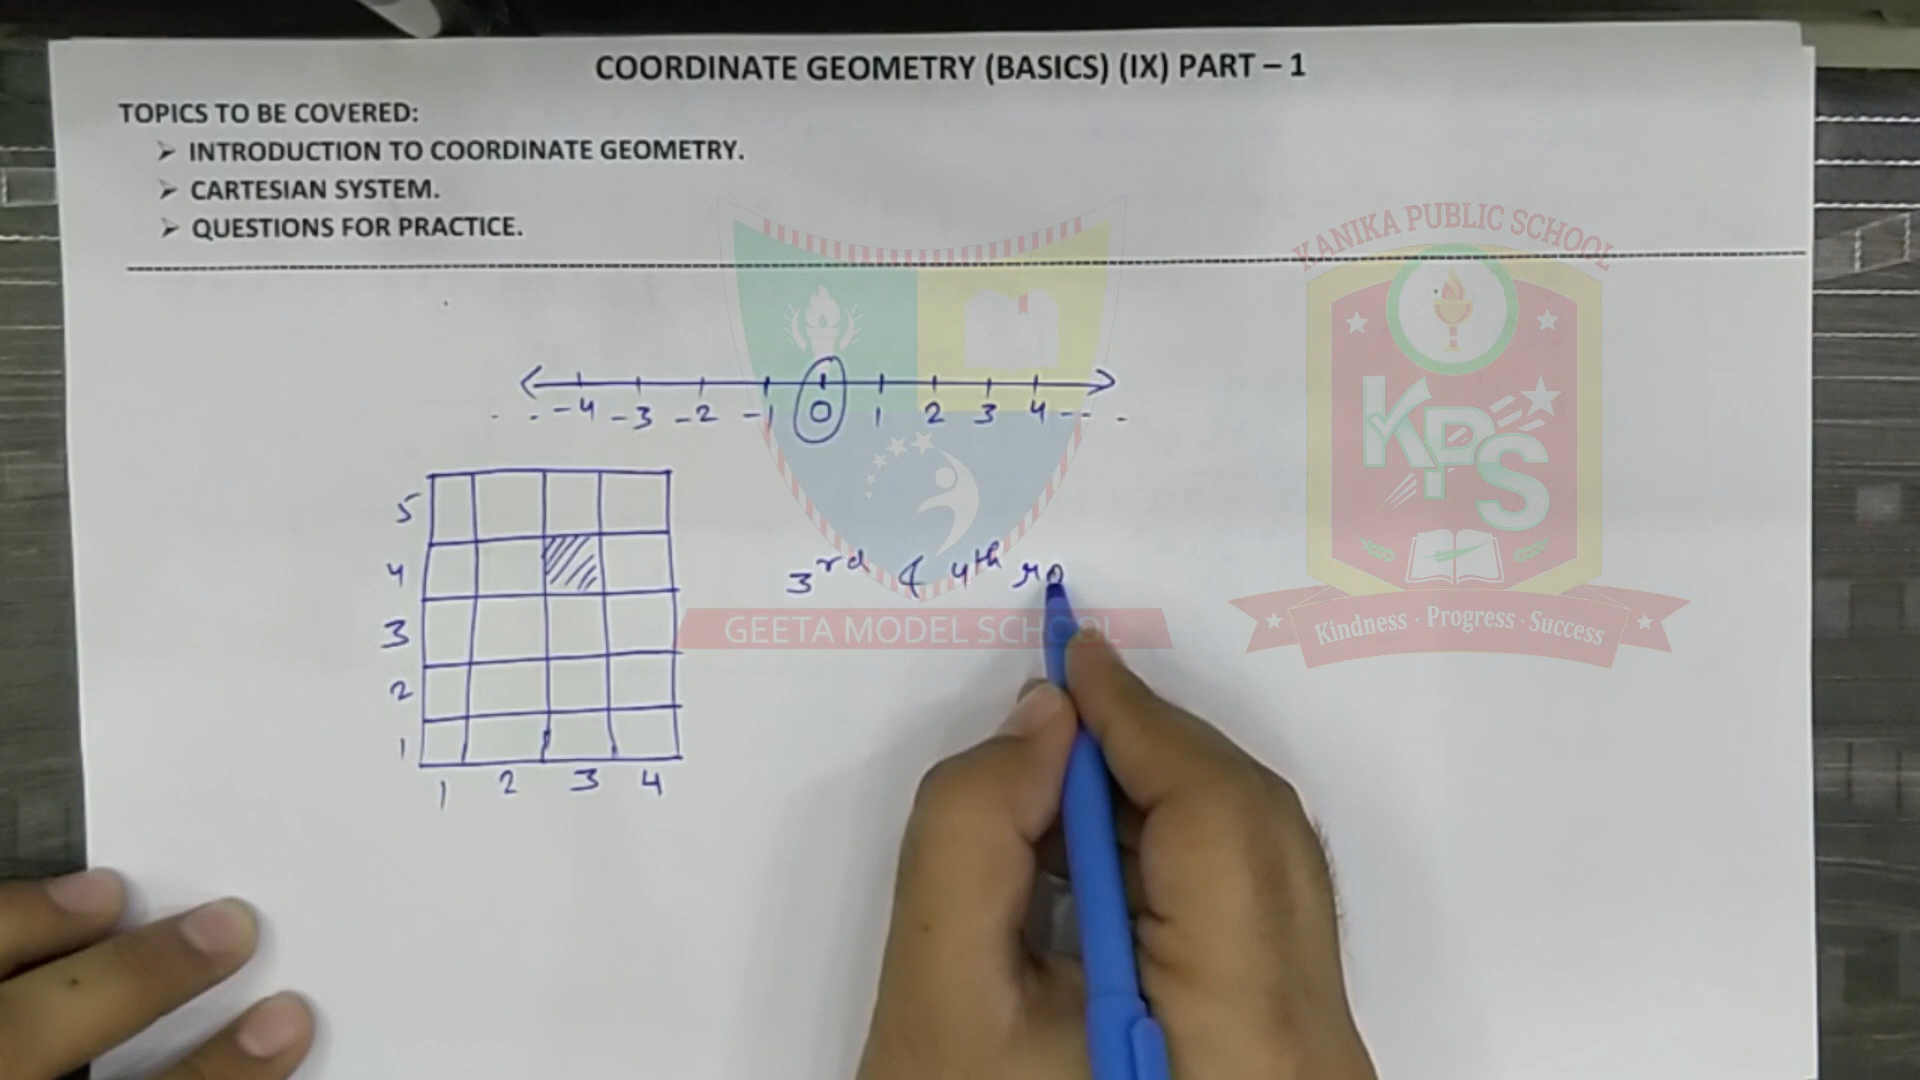 COORDINATE GEOMETRY (BASICS) (IX) PART – 1
TOPICS TO BE COVERED:
➢ INTRODUCTION TO COORDINATE GEOMETRY.
➢ CARTESIAN SYSTEM.
➢ QUESTIONS FOR PRACTICE.
KANIKA PUBLIC SCHOOL
-4 -3 -2 -1 0 1 2 3 4
KPS
5
4
3
2
1
1 2 3 4
3rd & 4th ro
GEETA MODEL SCHOOL
Kindness · Progress · Success